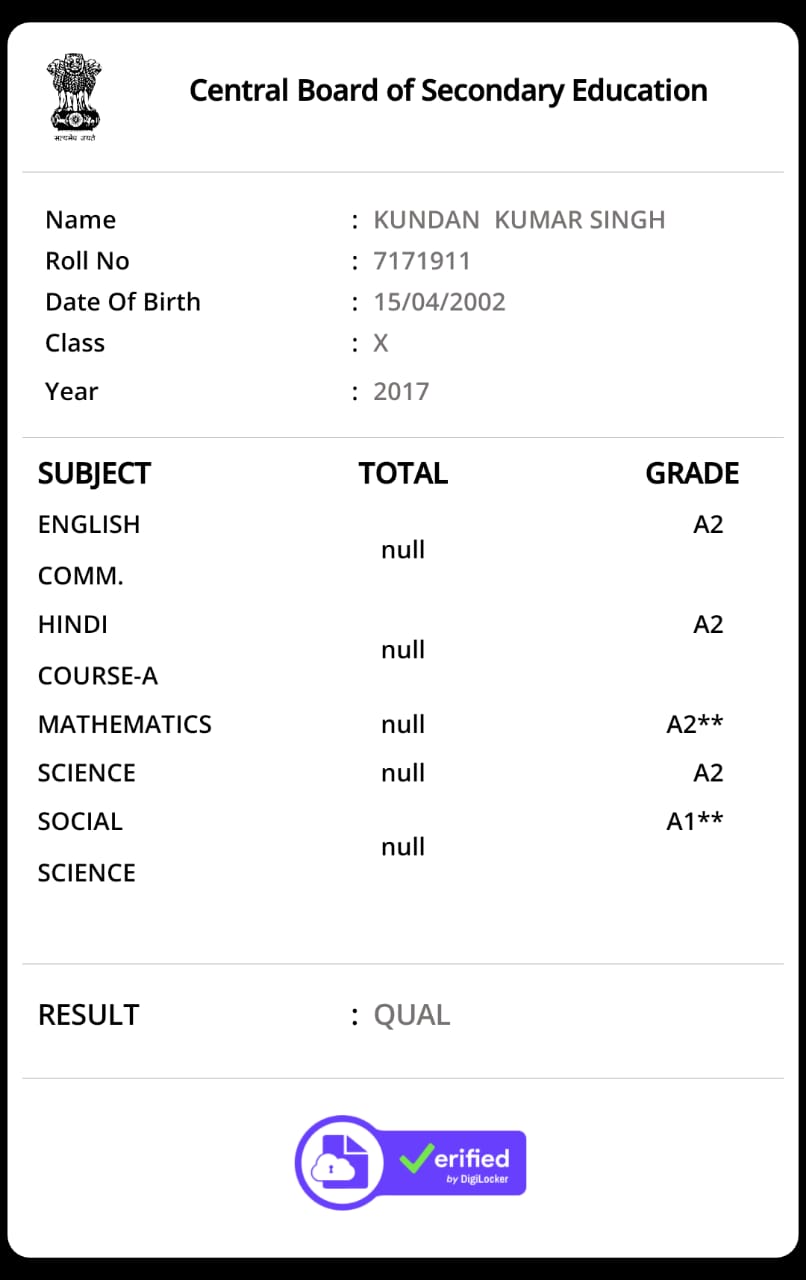 सत्यमेव जयते
Central Board of Secondary Education
Name : KUNDAN KUMAR SINGH
Roll No : 7171911
Date Of Birth : 15/04/2002
Class : X
Year : 2017
SUBJECT TOTAL GRADE
ENGLISH COMM. null A2
HINDI COURSE-A null A2
MATHEMATICS null A2**
SCIENCE null A2
SOCIAL SCIENCE null A1**
RESULT : QUAL
Verified
by DigiLocker